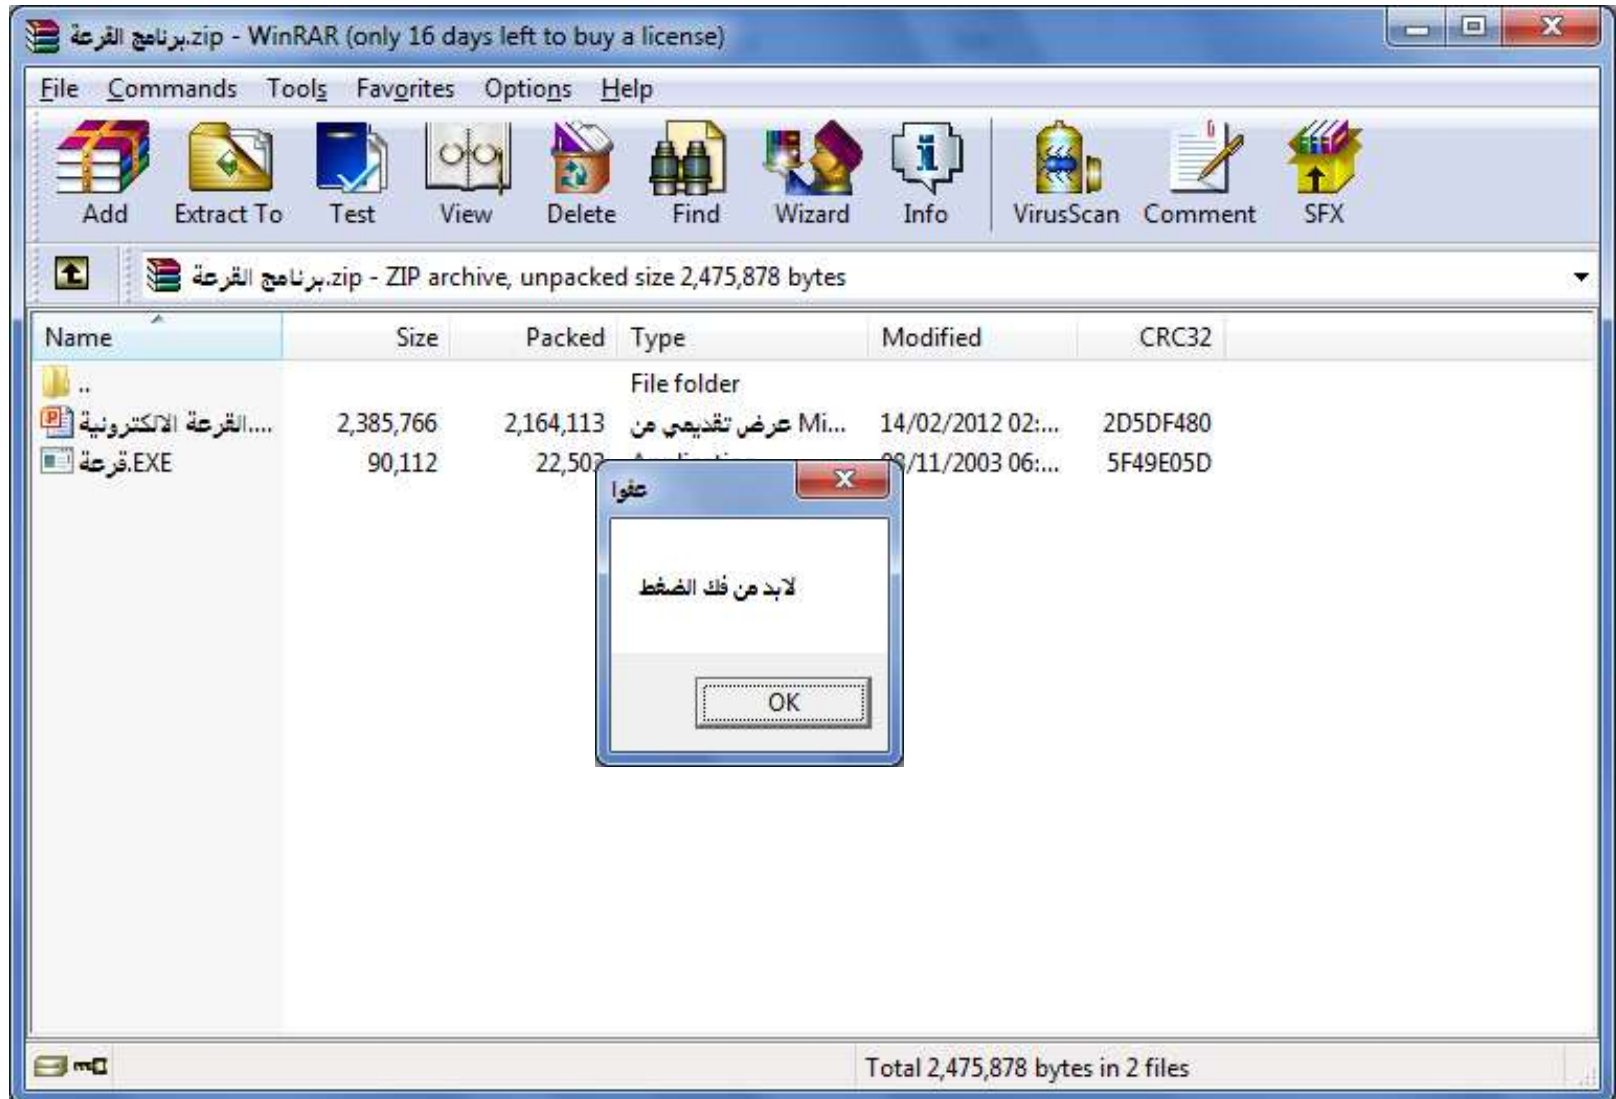 برنامج القرعة.zip - WinRAR (only 16 days left to buy a license)
File Commands Tools Favorites Options Help
Add Extract To Test View Delete Find Wizard Info VirusScan Comment SFX
برنامج القرعة.zip - ZIP archive, unpacked size 2,475,878 bytes
Name Size Packed Type Modified CRC32
.. File folder
القرعة الالكترونية.... 2,385,766 2,164,113 عرض تقديمي من Mi... 14/02/2012 02:... 2D5DF480
قرعة.EXE 90,112 22,503 /11/2003 06:... 5F49E05D
عفوا
لابد من فك الضغط
OK
Total 2,475,878 bytes in 2 files